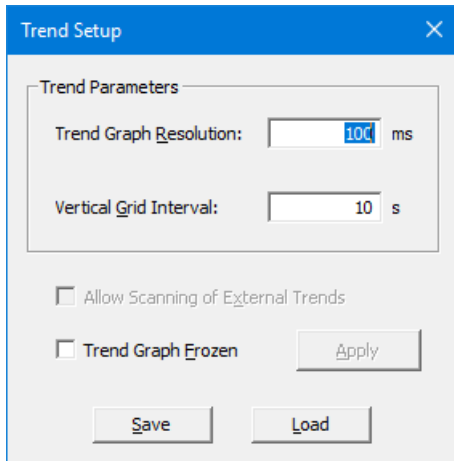 Trend Setup
Trend Parameters
Trend Graph Resolution: 100 ms
Vertical Grid Interval: 10 s
Allow Scanning of External Trends
Trend Graph Frozen Apply
Save Load